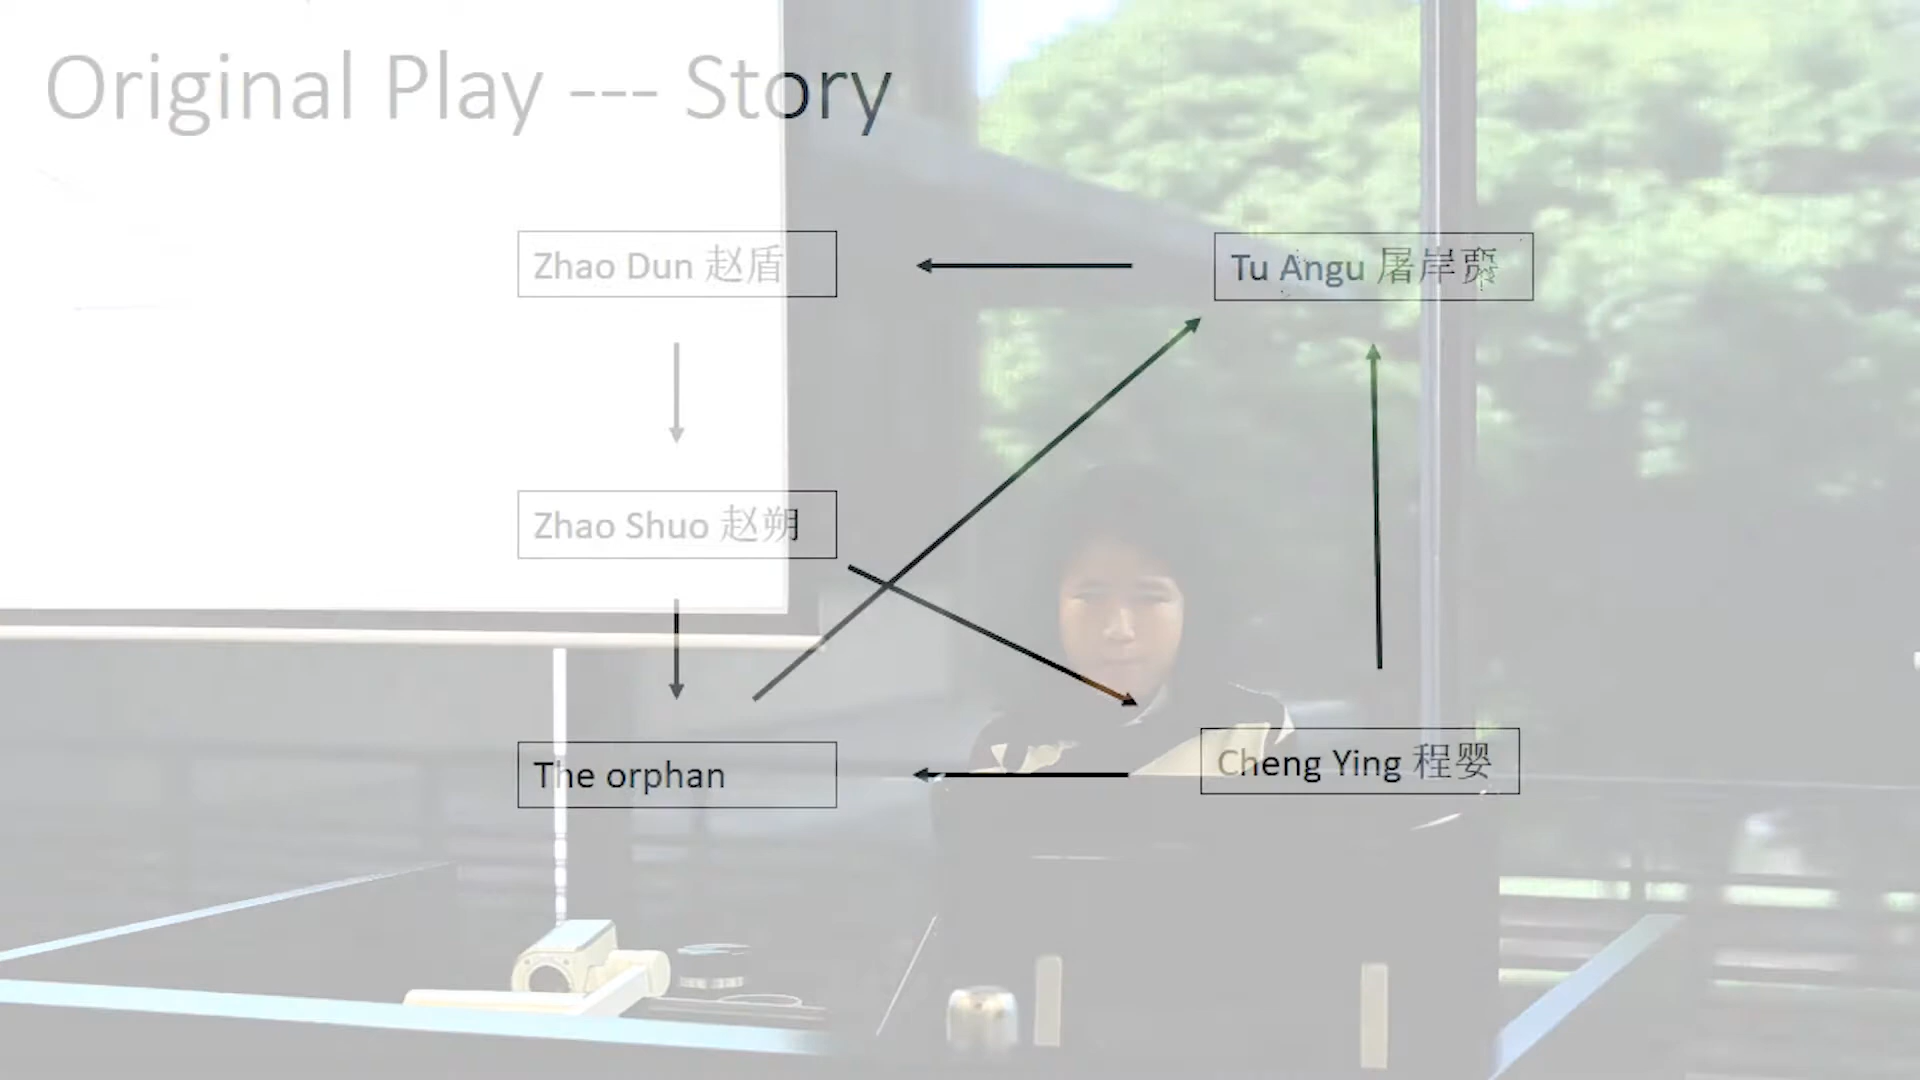 Original Play --- Story
Zhao Dun 赵盾
Tu Angu 屠岸贾
Zhao Shuo 赵朔
The orphan
Cheng Ying 程婴